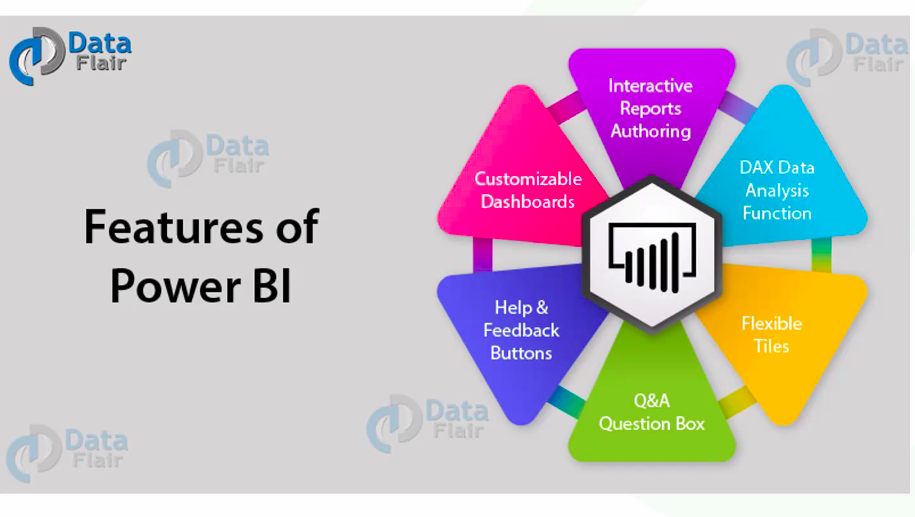 Data
Flair
Data
Flair
Data
Flair
Features of
Power BI
Interactive
Reports
Authoring
DAX Data
Analysis
Function
Flexible
Tiles
Q&A
Question Box
Help &
Feedback
Buttons
Customizable
Dashboards
Data
Flair
Data
Flair